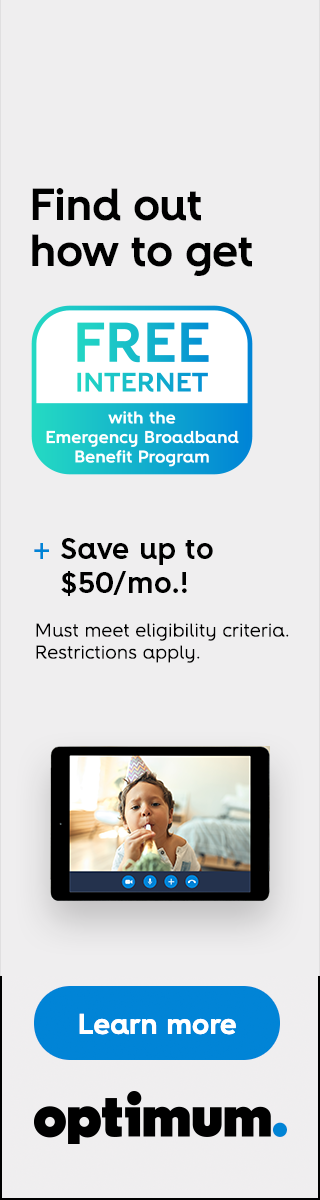 Find out
how to get
FREE
INTERNET
with the
Emergency Broadband
Benefit Program
+ Save up to
$50/mo.!
Must meet eligibility criteria.
Restrictions apply.
Learn more
optimum.